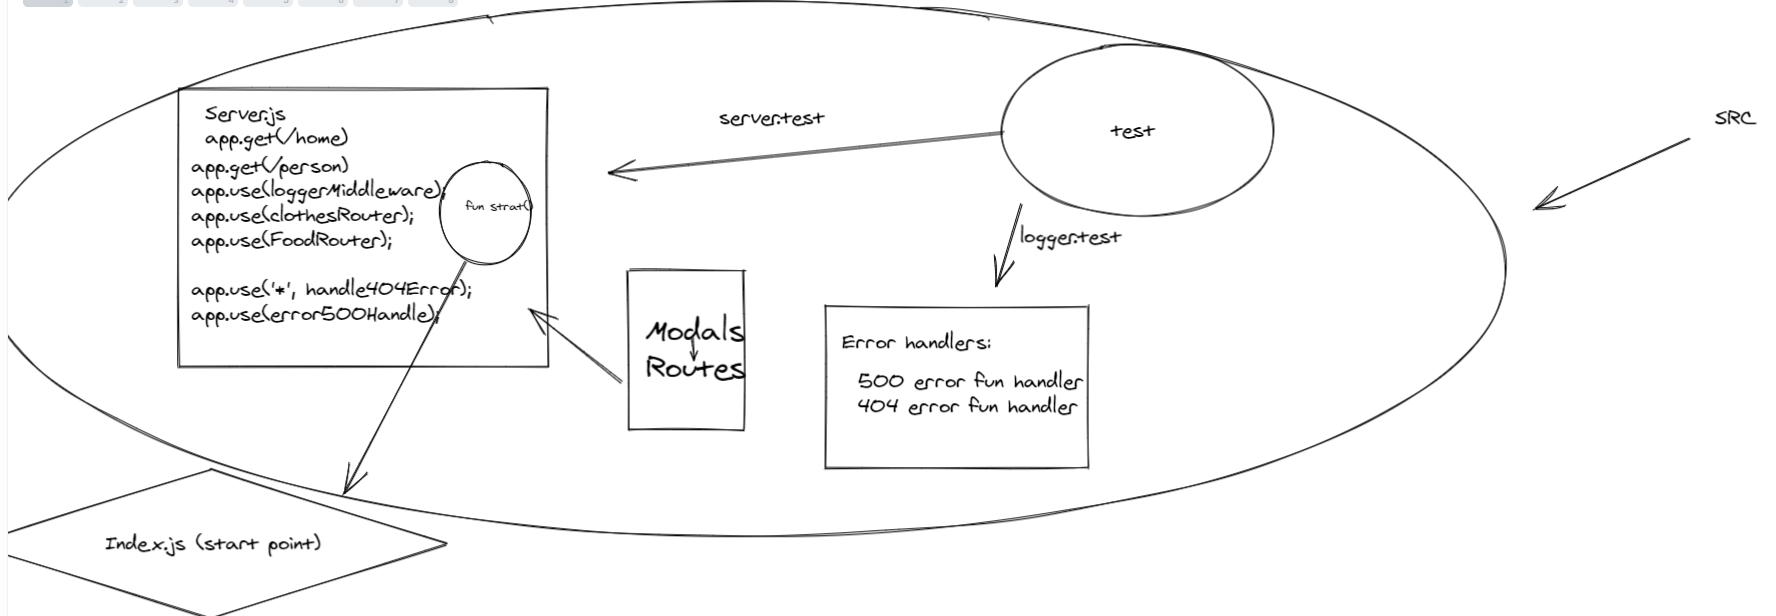 Server.js
app.get(/home)
app.get(/person)
app.use(loggerMiddleware);
app.use(clothesRouter);
app.use(FoodRouter);
app.use('*', handle404Error);
app.use(error500Handle);
fun strat(
server.test
test
SRC
logger.test
Modals
Routes
Error handlers:
500 error fun handler
404 error fun handler
Index.js (start point)